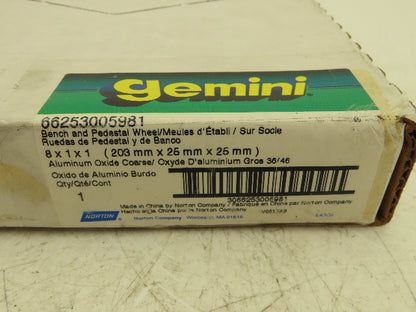 gemini
66253005981
Bench and Pedestal Wheel/Meules d'Établi / Sur Socle
Ruedas de Pedestal y de Banco
8 x 1 x 1 (203 mm x 25 mm x 25 mm)
Aluminum Oxide Coarse/ Oxyde D'aluminium Gros 36/46
Oxido de Aluminio Burdo
Qty/Qté/Cont
1
3066253005981
Made in China by Norton Company / Fabriqué en Chine par Norton Company
Hecho en China por la Norton Company
NORTON
Norton Company Worcester, MA 01615